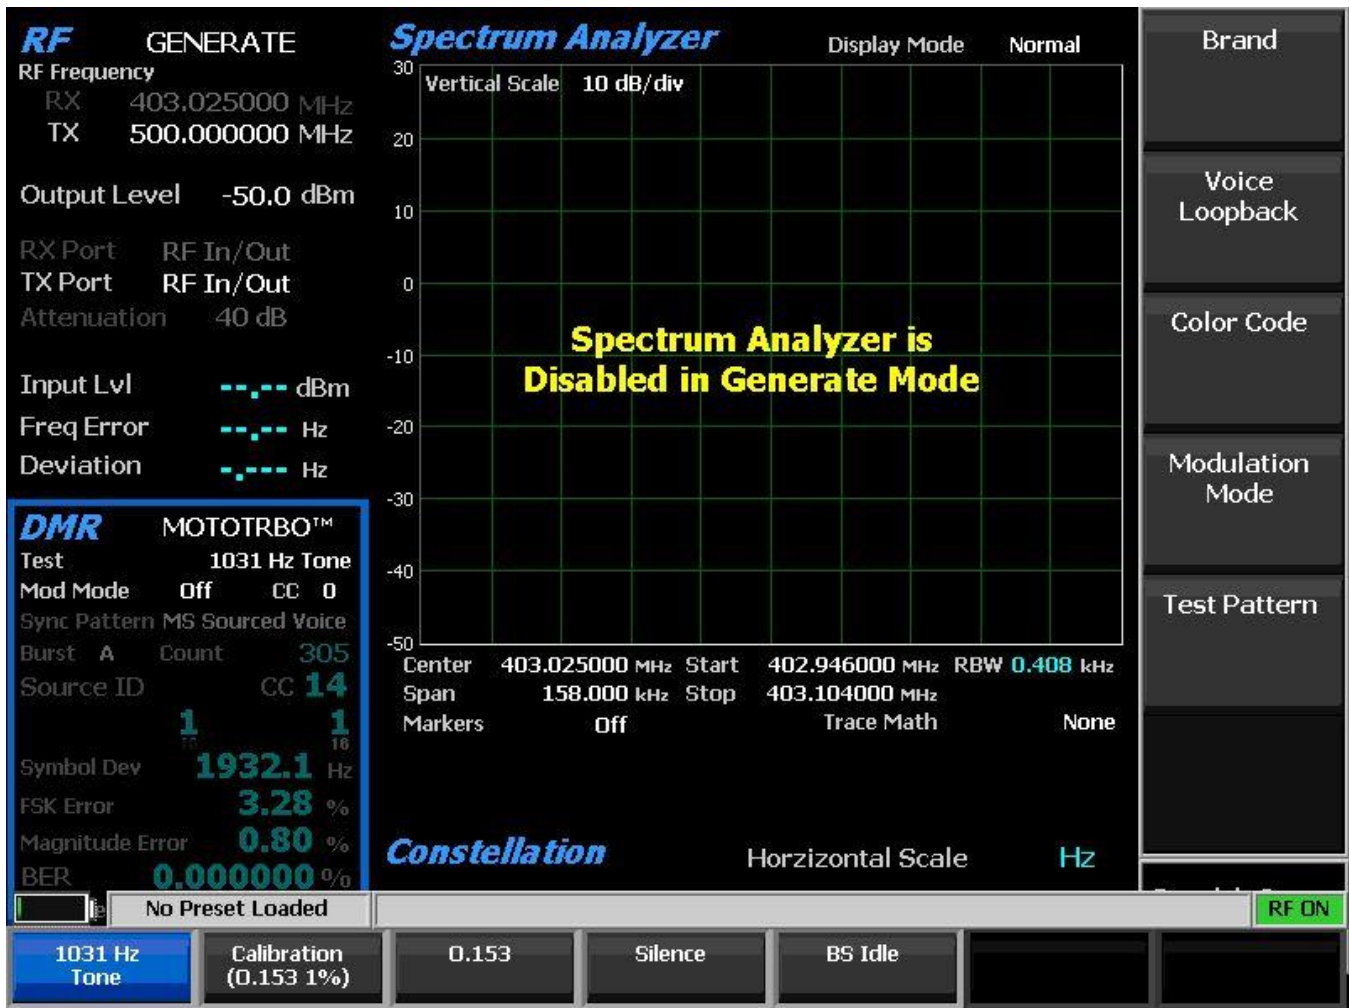 RF GENERATE
RF Frequency
RX 403.025000 MHz
TX 500.000000 MHz
Output Level -50.0 dBm
RX Port RF In/Out
TX Port RF In/Out
Attenuation 40 dB
Input Lvl --.-- dBm
Freq Error --.-- Hz
Deviation -.--- Hz
DMR MOTOTRBO™
Test 1031 Hz Tone
Mod Mode Off CC 0
Sync Pattern MS Sourced Voice
Burst A Count 305
Source ID CC 14
1 1
10 16
Symbol Dev 1932.1 Hz
FSK Error 3.28 %
Magnitude Error 0.80 %
BER 0.000000 %
Spectrum Analyzer Display Mode Normal
Vertical Scale 10 dB/div
30
20
10
0
-10
-20
-30
-40
-50
Spectrum Analyzer is
Disabled in Generate Mode
Center 403.025000 MHz Start 402.946000 MHz RBW 0.408 kHz
Span 158.000 kHz Stop 403.104000 MHz
Markers Off Trace Math None
Constellation Horzizontal Scale Hz
Brand
Voice
Loopback
Color Code
Modulation
Mode
Test Pattern
No Preset Loaded
RF ON
1031 Hz
Tone
Calibration
(0.153 1%)
0.153
Silence
BS Idle